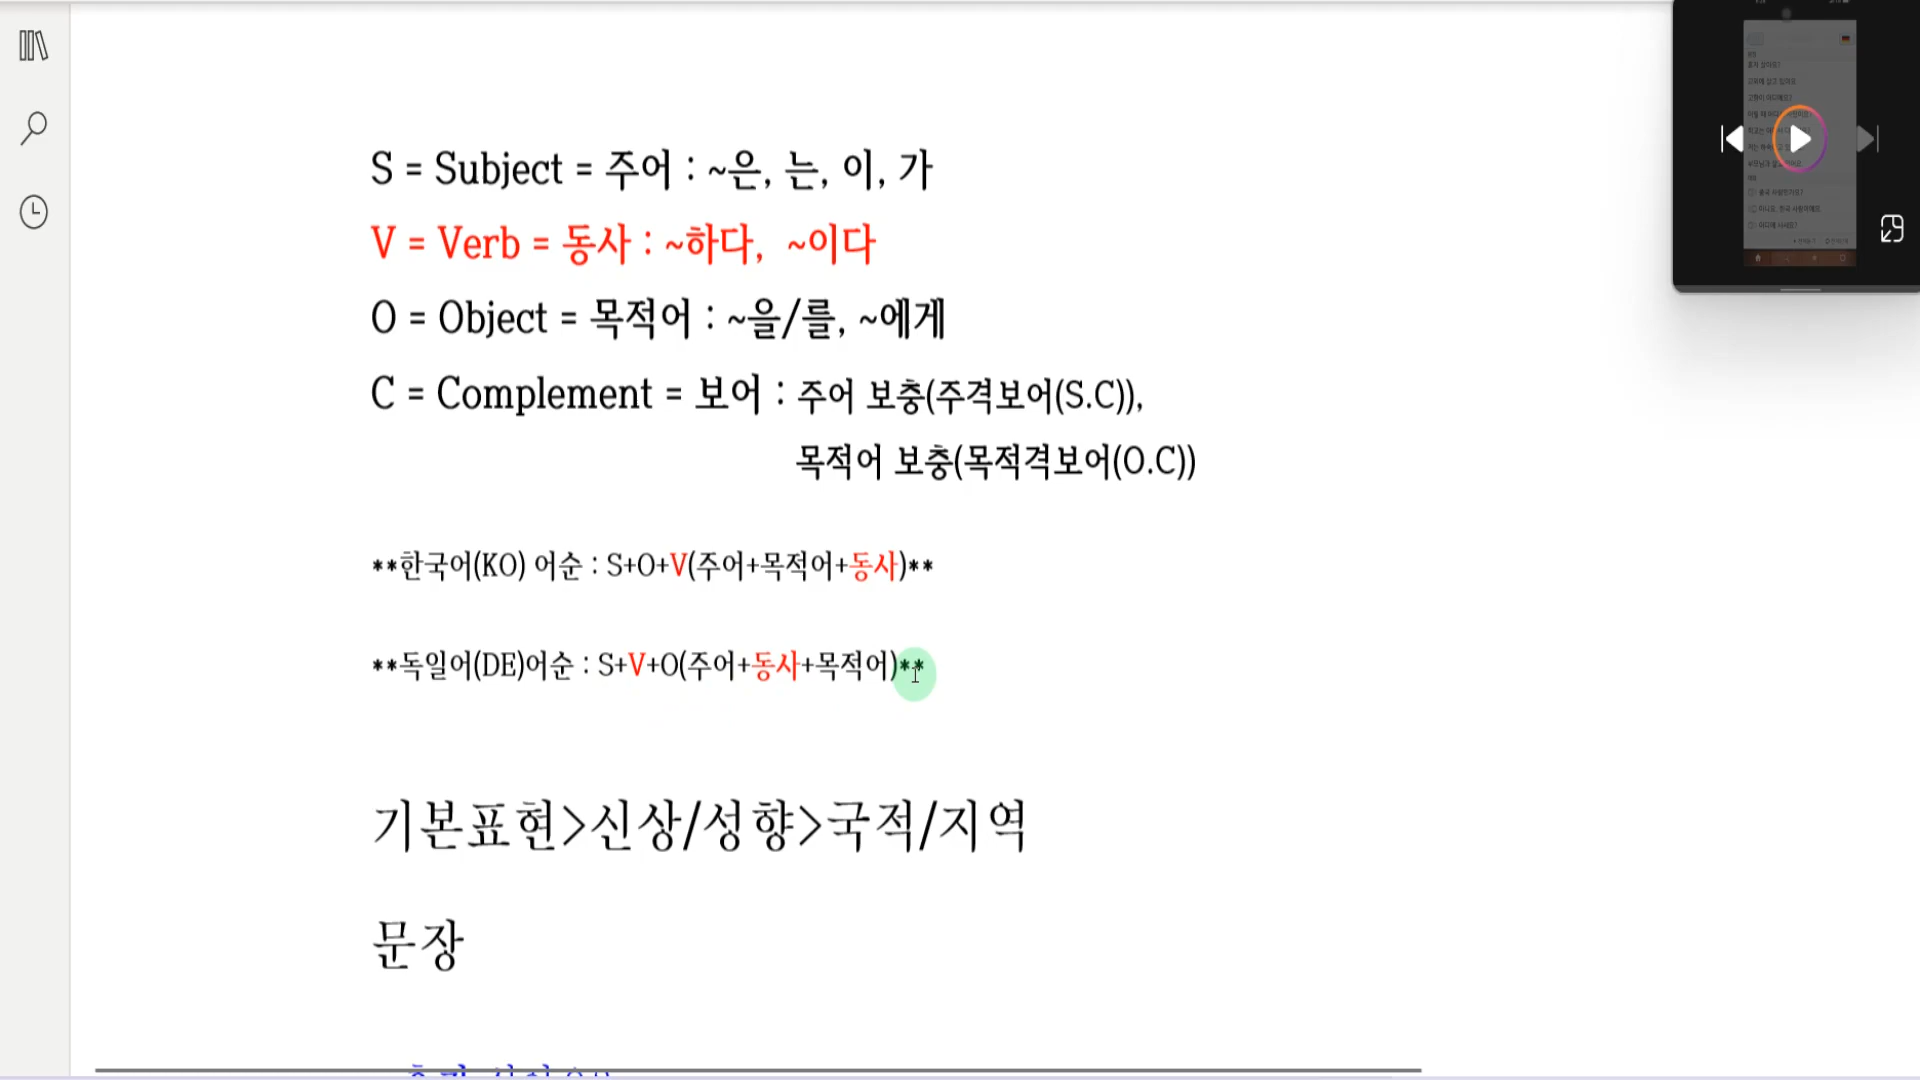 S = Subject = 주어 : ~은, 는, 이, 가
V = Verb = 동사 : ~하다, ~이다
O = Object = 목적어 : ~을/를, ~에게
C = Complement = 보어 : 주어 보충(주격보어(S.C)),
목적어 보충(목적격보어(O.C))
**한국어(KO) 어순 : S+O+V(주어+목적어+동사)**
**독일어(DE)어순 : S+V+O(주어+동사+목적어)**
기본표현>신상/성향>국적/지역
문장